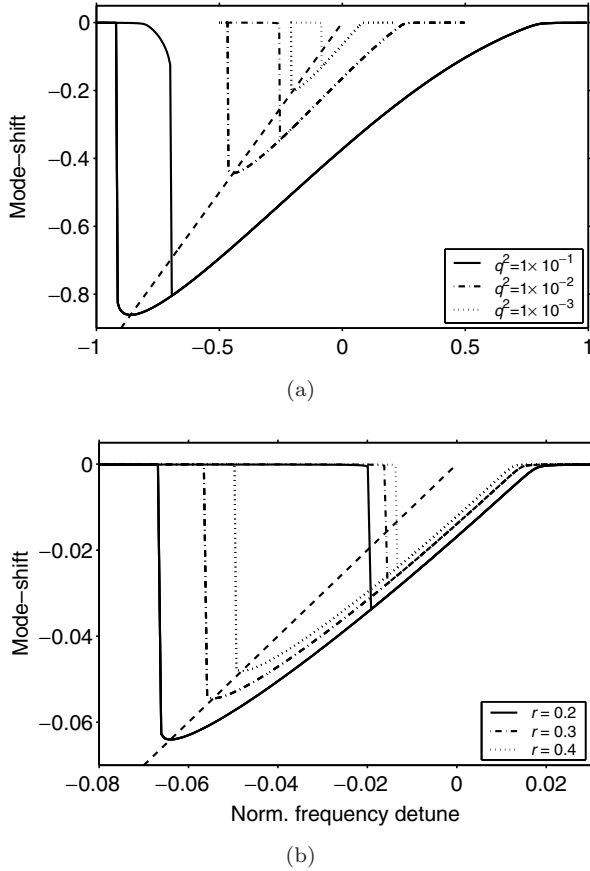 0
−0.2
−0.4
−0.6
−0.8
Mode−shift
q²=1× 10⁻¹
q²=1× 10⁻²
q²=1× 10⁻³
−1 −0.5 0 0.5 1
(a)
0
−0.02
−0.04
−0.06
Mode−shift
r = 0.2
r = 0.3
r = 0.4
−0.08 −0.06 −0.04 −0.02 0 0.02
Norm. frequency detune
(b)